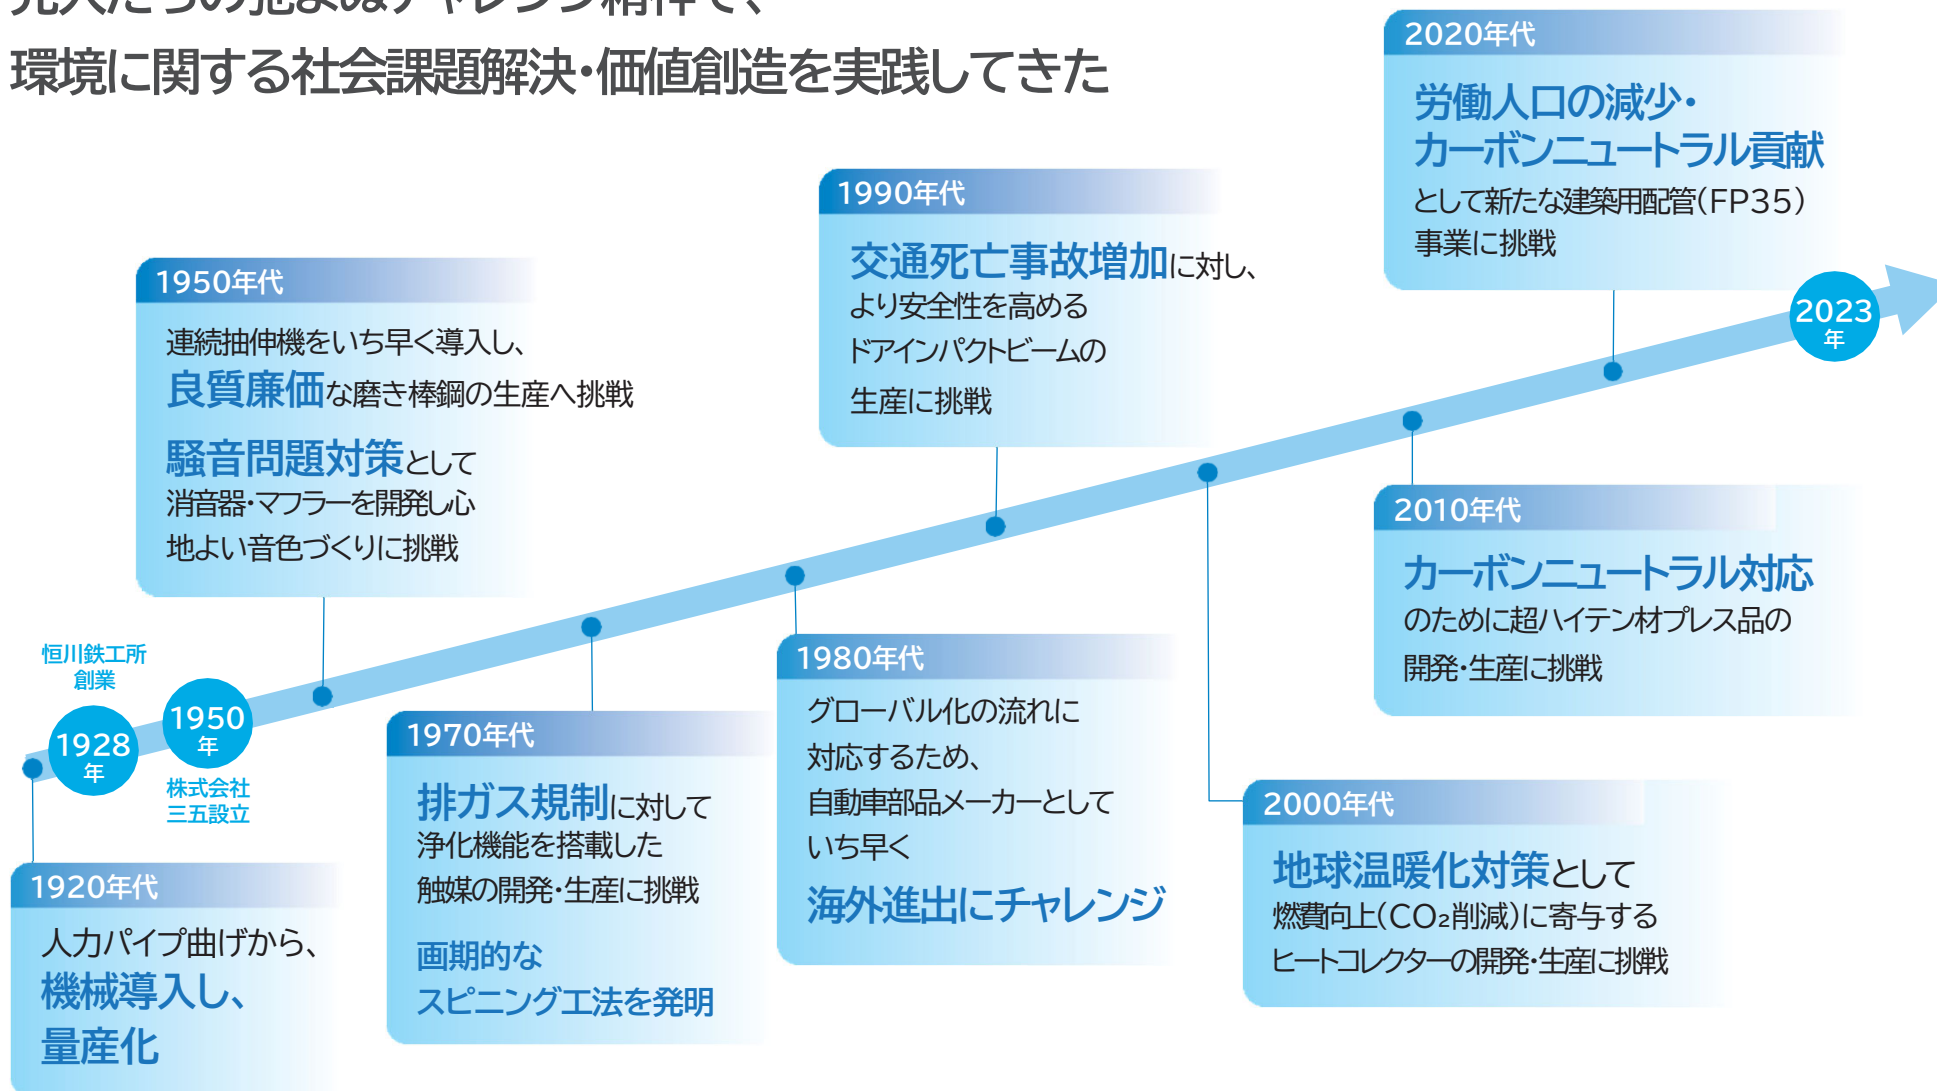 先人たちの弛まぬチャレンジ精神で、
環境に関する社会課題解決・価値創造を実践してきた
1920年代
人力パイプ曲げから、
機械導入し、
量産化
恒川鉄工所
創業
1928
年
1950
年
株式会社
三五設立
1950年代
連続抽伸機をいち早く導入し、
良質廉価な磨き棒鋼の生産へ挑戦
騒音問題対策として
消音器・マフラーを開発し心
地よい音色づくりに挑戦
1970年代
排ガス規制に対して
浄化機能を搭載した
触媒の開発・生産に挑戦
画期的な
スピニング工法を発明
1980年代
グローバル化の流れに
対応するため、
自動車部品メーカーとして
いち早く
海外進出にチャレンジ
1990年代
交通死亡事故増加に対し、
より安全性を高める
ドアインパクトビームの
生産に挑戦
2000年代
地球温暖化対策として
燃費向上(CO₂削減)に寄与する
ヒートコレクターの開発・生産に挑戦
2010年代
カーボンニュートラル対応
のために超ハイテン材プレス品の
開発・生産に挑戦
2020年代
労働人口の減少・
カーボンニュートラル貢献
として新たな建築用配管(FP35)
事業に挑戦
2023
年